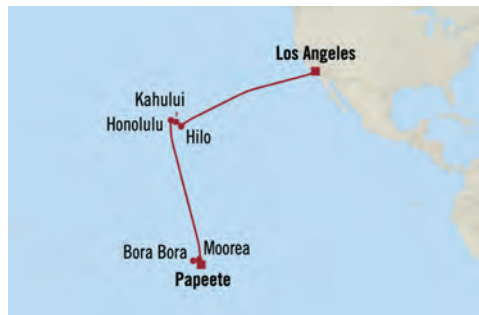 Los Angeles
Kahului
Honolulu
Hilo
Bora Bora
Moorea
Papeete